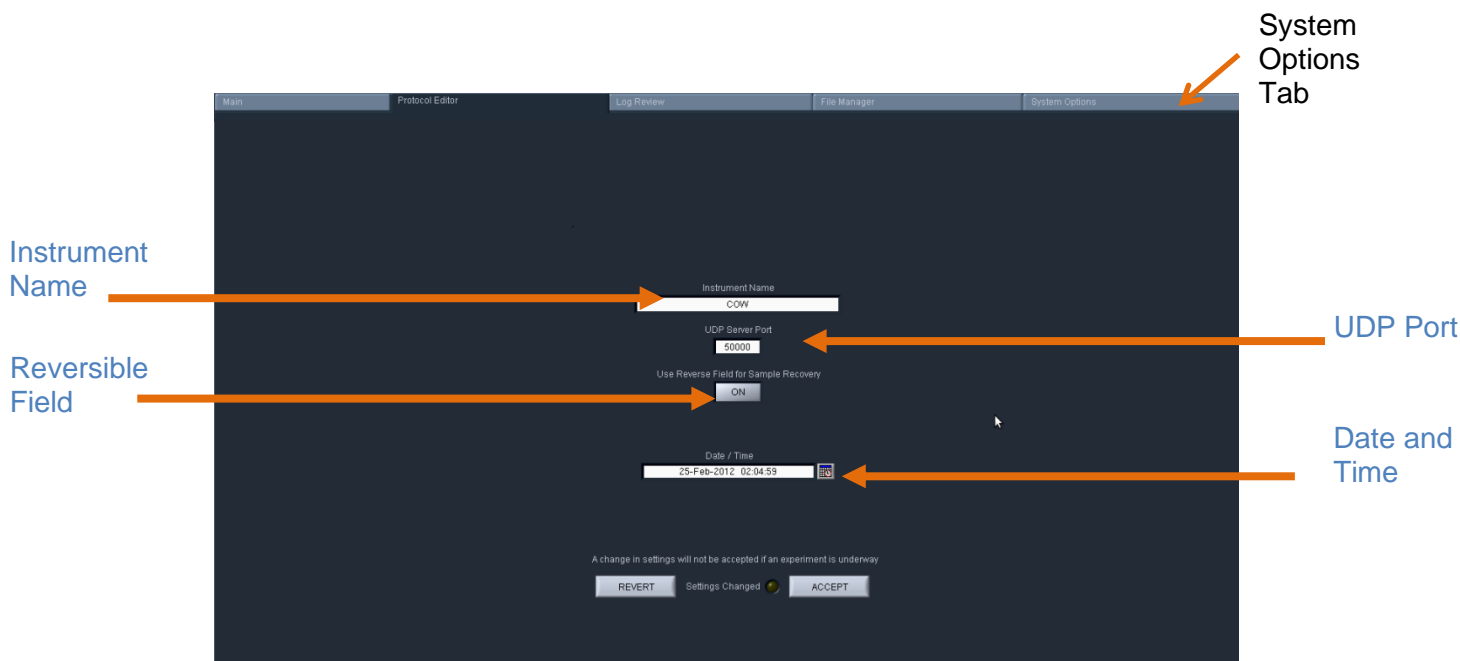 System
Options
Tab
Main Protocol Editor Log Review File Manager System Options
Instrument
Name
Instrument Name
COW
UDP Server Port
50000
UDP Port
Reversible
Field
Use Reverse Field for Sample Recovery
ON
Date and
Time
Date / Time
25-Feb-2012 02:04:59
A change in settings will not be accepted if an experiment is underway
REVERT Settings Changed ACCEPT